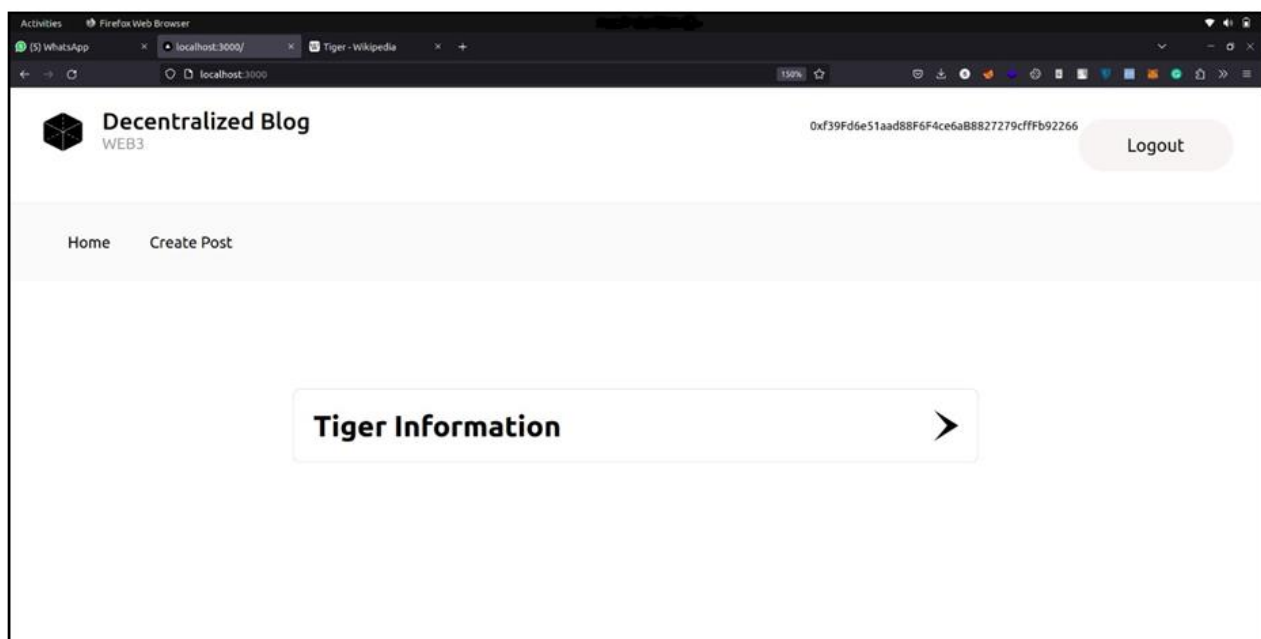 Activities Firefox Web Browser
(5) WhatsApp × localhost:3000/ × Tiger - Wikipedia × +
localhost:3000 150%
Decentralized Blog
WEB3
0xf39Fd6e51aad88F6F4ce6aB8827279cffFb92266
Logout
Home Create Post
Tiger Information